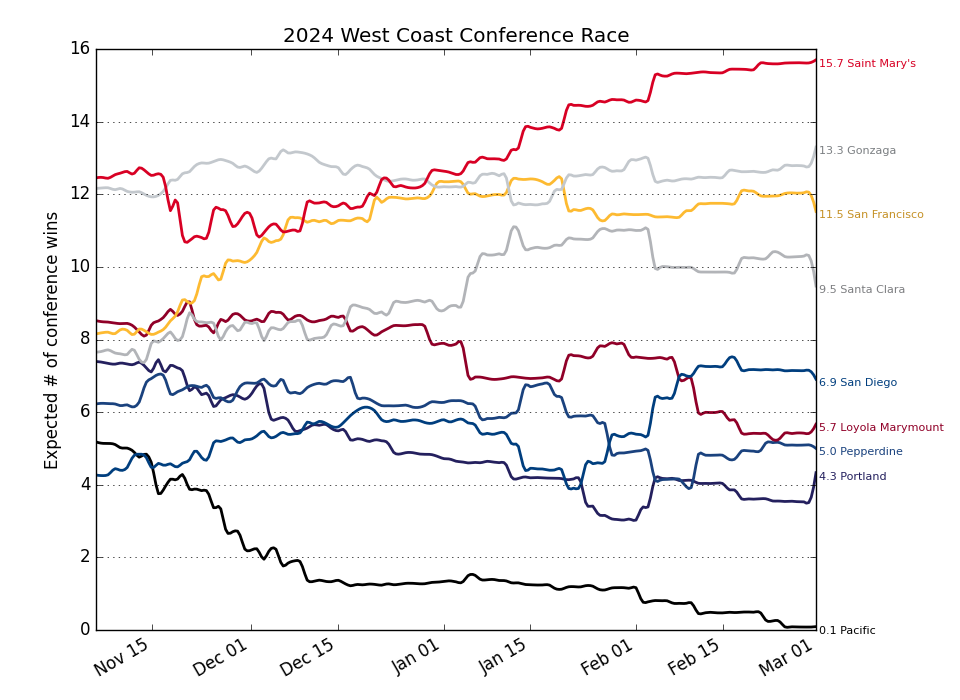 2024 West Coast Conference Race
Expected # of conference wins
16
14
12
10
8
6
4
2
0
15.7 Saint Mary's
13.3 Gonzaga
11.5 San Francisco
9.5 Santa Clara
6.9 San Diego
5.7 Loyola Marymount
5.0 Pepperdine
4.3 Portland
0.1 Pacific
Nov 15
Dec 01
Dec 15
Jan 01
Jan 15
Feb 01
Feb 15
Mar 01